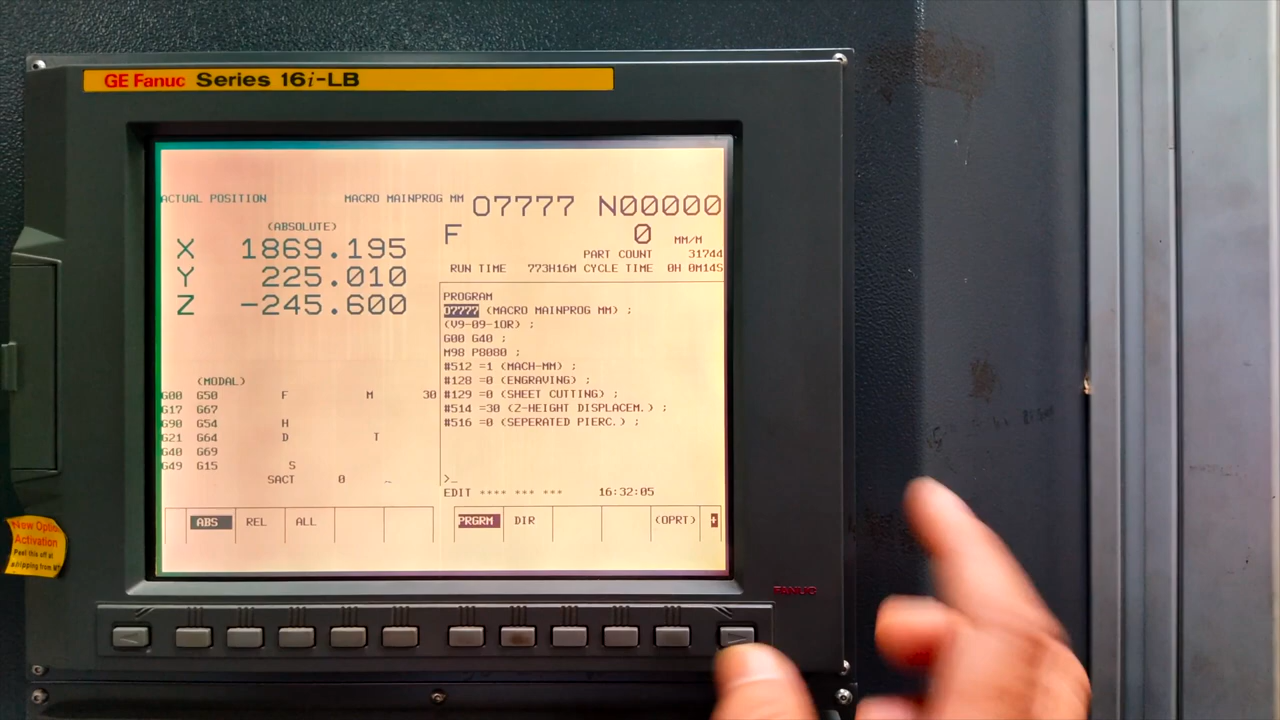 GE Fanuc Series 16i-LB
ACTUAL POSITION MACRO MAINPROG MM O7777 N00000
(ABSOLUTE)
X 1869.195
Y 225.010
Z -245.600
F 0 MM/M
PART COUNT 31744
RUN TIME 773H16M CYCLE TIME 0H 0M14S
PROGRAM
O7777 (MACRO MAINPROG MM) ;
(V9-09-10R) ;
G00 G40 ;
M98 P8080 ;
#512 =1 (MACH-MM) ;
#128 =0 (ENGRAVING) ;
#129 =0 (SHEET CUTTING) ;
#514 =30 (Z-HEIGHT DISPLACEM.) ;
#516 =0 (SEPERATED PIERC.) ;
(MODAL)
G00 G50 F M 30
G17 G67
G90 G54 H
G21 G64 D T
G40 G69
G49 G15 S
SACT 0
>_
EDIT **** *** *** 16:32:05
ABS REL ALL
PRGRM DIR (OPRT) +
FANUC
New Option
Activation
Peel this off at